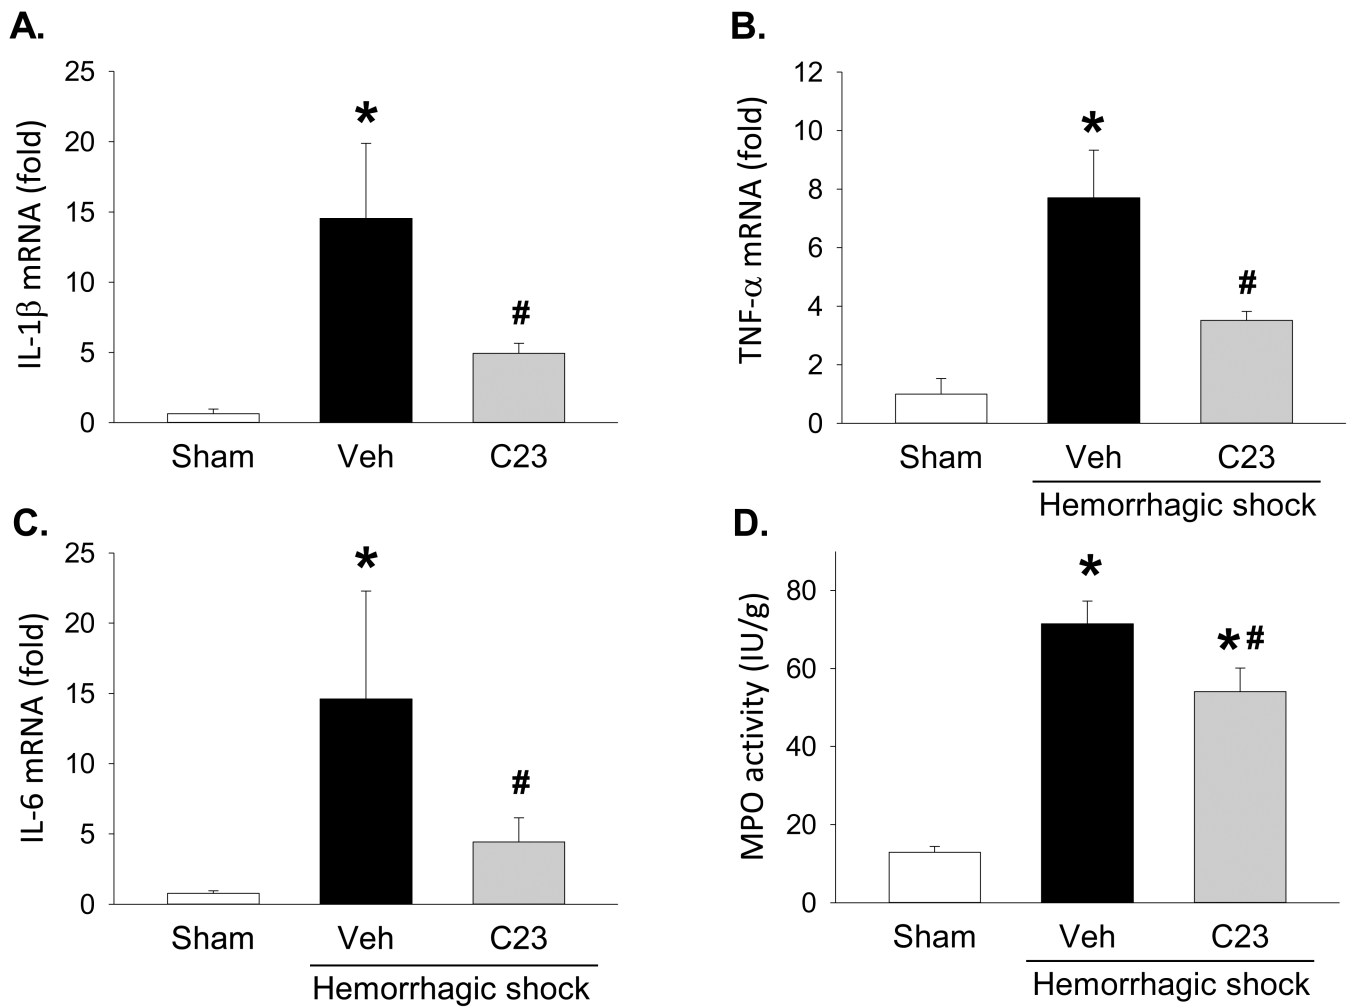 A.
IL-1β mRNA (fold)
25
20
15
10
5
0
*
#
Sham Veh C23
B.
TNF-α mRNA (fold)
12
10
8
6
4
2
0
*
#
Sham Veh C23
Hemorrhagic shock
C.
IL-6 mRNA (fold)
25
20
15
10
5
0
*
#
Sham Veh C23
Hemorrhagic shock
D.
MPO activity (IU/g)
80
60
40
20
0
*
*#
Sham Veh C23
Hemorrhagic shock